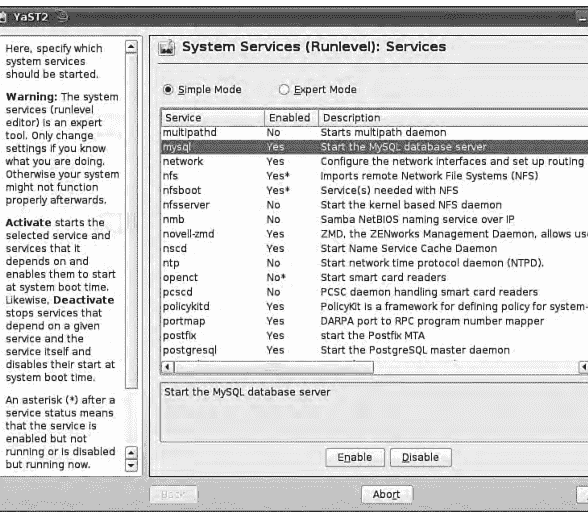 YaST2
Here, specify which
system services
should be started.
Warning: The system
services (runlevel
editor) is an expert
tool. Only change
settings if you know
what you are doing.
Otherwise your system
might not function
properly afterwards.
Activate starts the
selected service and
services that it
depends on and
enables them to start
at system boot time.
Likewise, Deactivate
stops services that
depend on a given
service and the
service itself and
disables their start at
system boot time.
An asterisk (*) after a
service status means
that the service is
enabled but not
running or is disabled
but running now.
System Services (Runlevel): Services
Simple Mode Expert Mode
Service Enabled Description
multipathd No Starts multipath daemon
mysql Yes Start the MySQL database server
network Yes Configure the network interfaces and set up routing
nfs Yes* Imports remote Network File Systems (NFS)
nfsboot Yes* Service(s) needed with NFS
nfsserver No Start the kernel based NFS daemon
nmb No Samba NetBIOS naming service over IP
novell-zmd Yes ZMD, the ZENworks Management Daemon, allows use
nscd Yes Start Name Service Cache Daemon
ntp No Start network time protocol daemon (NTPD).
openct No* Start smart card readers
pcscd No PCSC daemon handling smart card readers
policykitd Yes PolicyKit is a framework for defining policy for system-
portmap Yes DARPA port to RPC program number mapper
postfix Yes start the Postfix MTA
postgresql Yes Start the PostgreSQL master daemon
Start the MySQL database server
Enable Disable
Back Abort